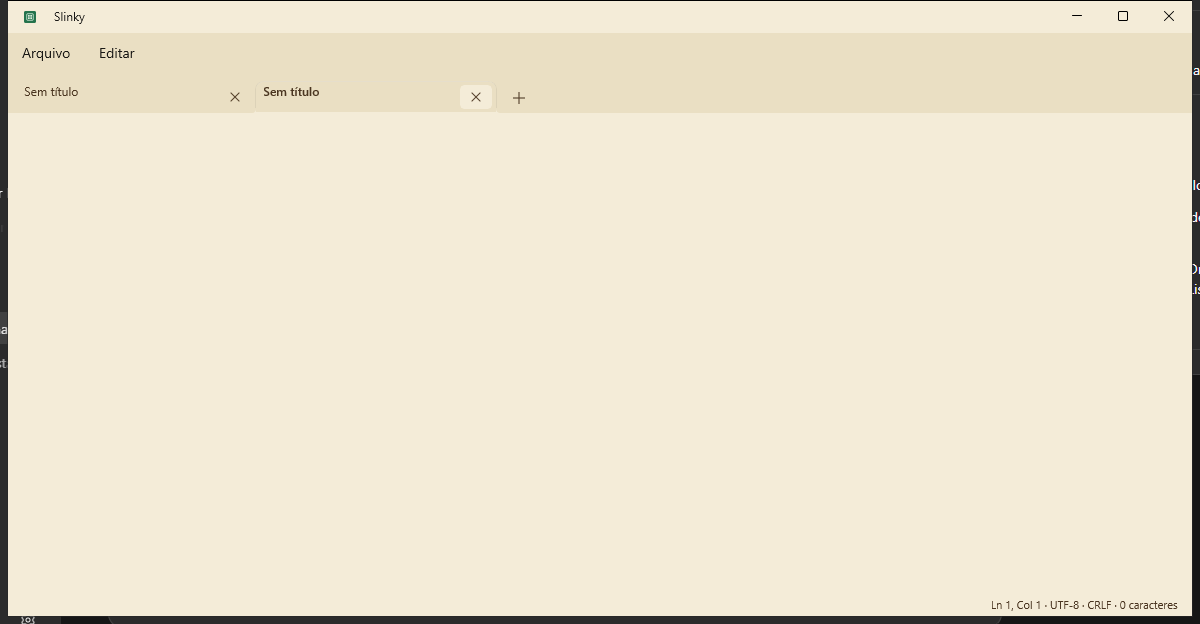 Slinky
Arquivo Editar
Sem título Sem título
Ln 1, Col 1 · UTF-8 · CRLF · 0 caracteres